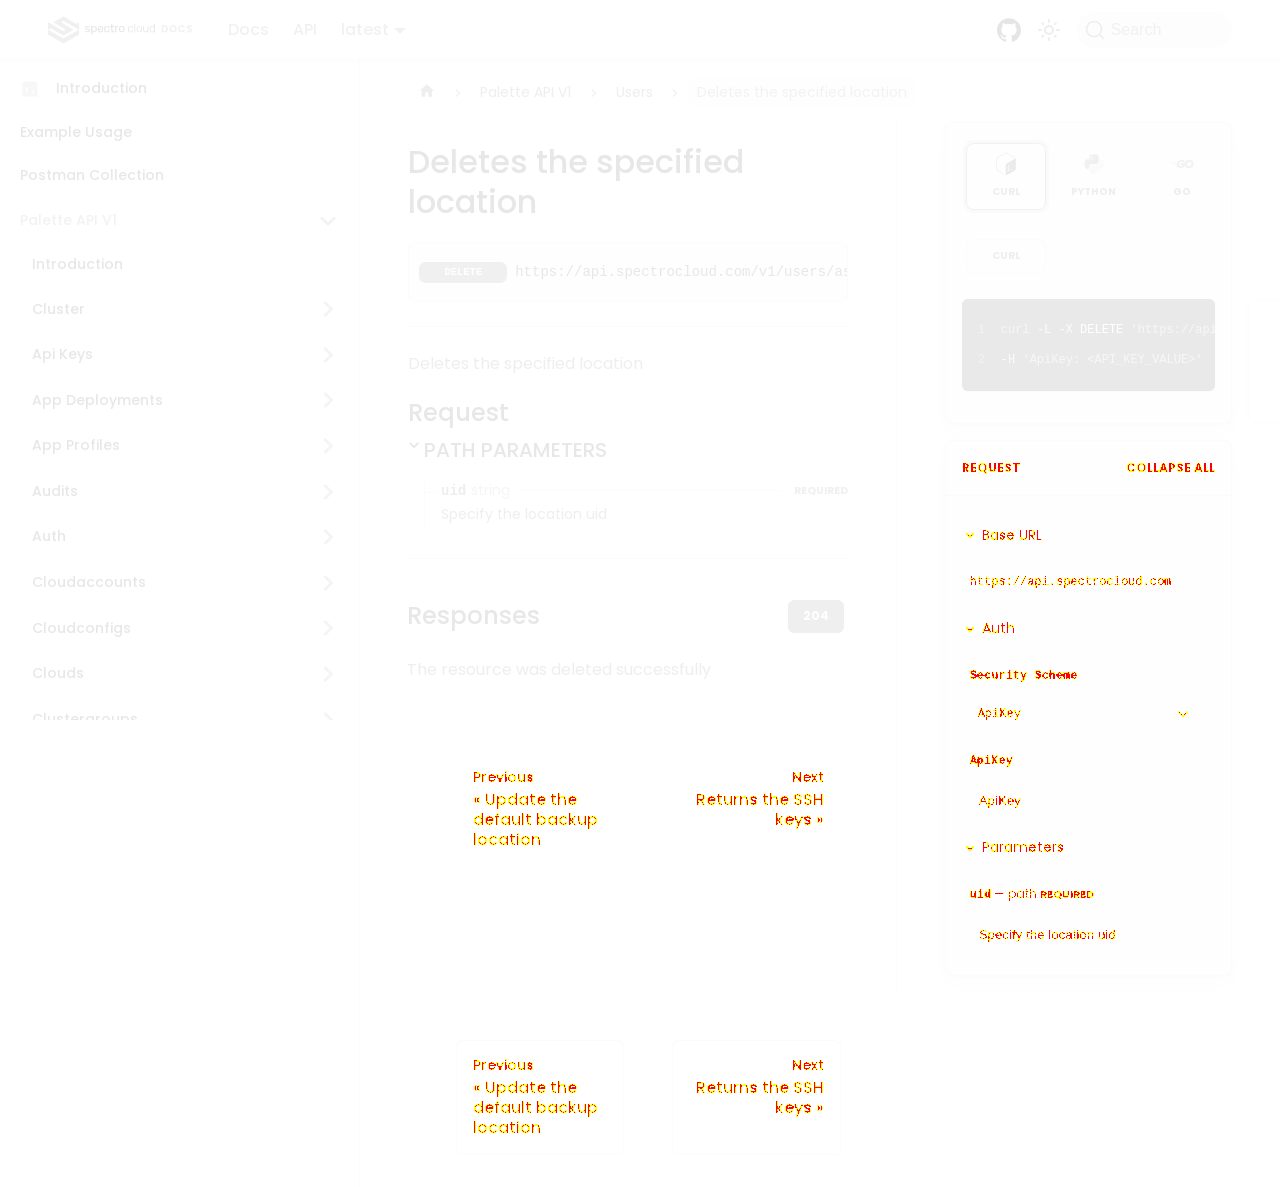 spectro cloud DOCS
Docs
API
latest
Search
Introduction
Example Usage
Postman Collection
Palette API V1
Introduction
Cluster
Api Keys
App Deployments
App Profiles
Audits
Auth
Cloudaccounts
Cloudconfigs
Clouds
Clustergroups
Palette API V1
Users
Deletes the specified location
Deletes the specified
location
DELETE
https://api.spectrocloud.com/v1/users/as
Deletes the specified location
Request
PATH PARAMETERS
uid string
REQUIRED
Specify the location uid
Responses
204
The resource was deleted successfully
Previous
« Update the
default backup
location
Next
Returns the SSH
keys »
Previous
« Update the
default backup
location
Next
Returns the SSH
keys »
CURL
PYTHON
GO
CURL
1 curl -L -X DELETE 'https://api
2 -H 'ApiKey: <API_KEY_VALUE>'
REQUEST
COLLAPSE ALL
Base URL
https://api.spectrocloud.com
Auth
Security Scheme
ApiKey
ApiKey
ApiKey
Parameters
uid — path REQUIRED
Specify the location uid